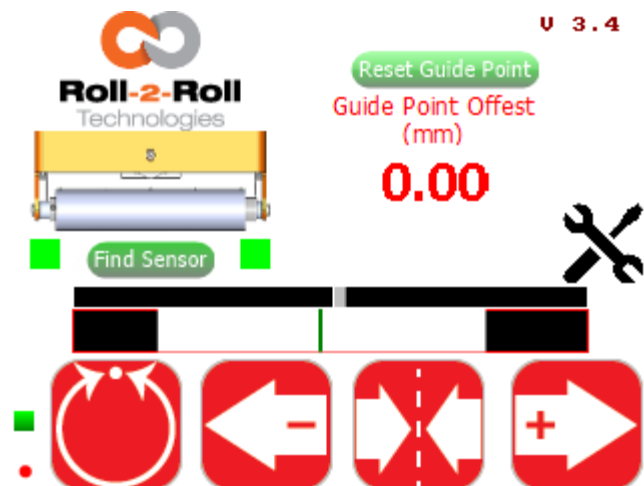 V 3.4
Roll-2-Roll
Technologies
Reset Guide Point
Guide Point Offest
(mm)
0.00
Find Sensor
-
+